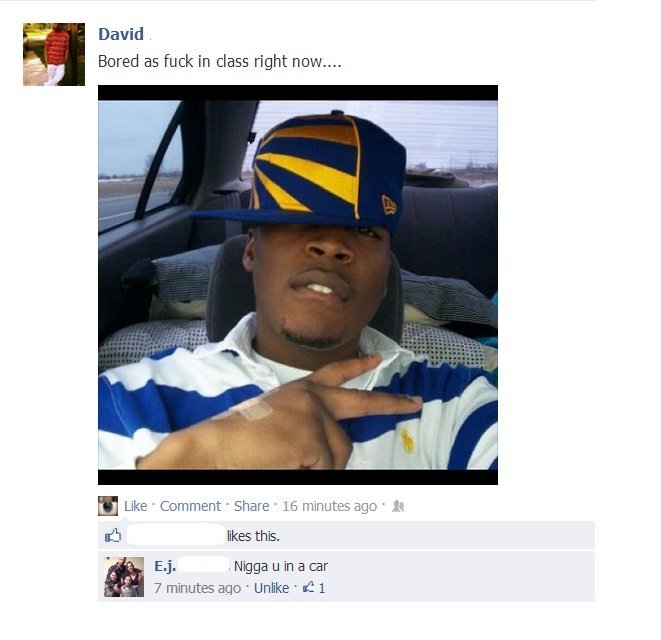 David
Bored as fuck in class right now....
Like · Comment · Share · 16 minutes ago ·
likes this.
E.j. Nigga u in a car
7 minutes ago · Unlike · 1